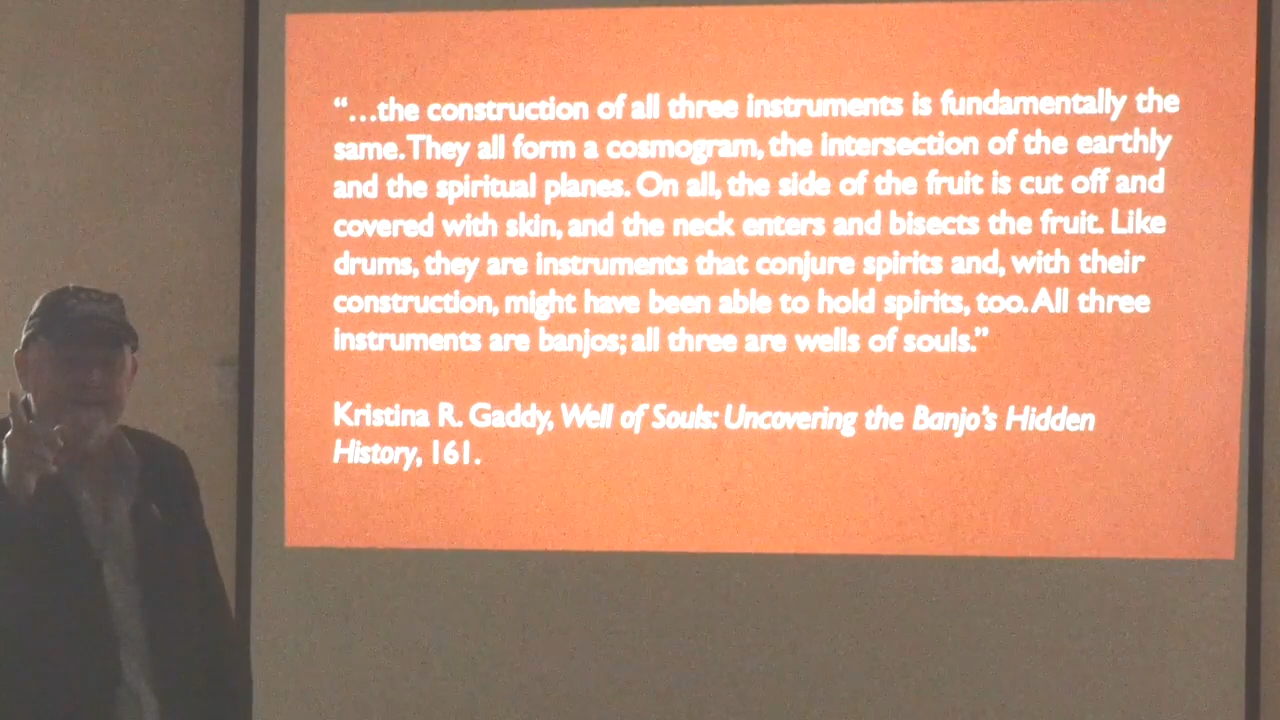 “…the construction of all three instruments is fundamentally the
same. They all form a cosmogram, the intersection of the earthly
and the spiritual planes. On all, the side of the fruit is cut off and
covered with skin, and the neck enters and bisects the fruit. Like
drums, they are instruments that conjure spirits and, with their
construction, might have been able to hold spirits, too. All three
instruments are banjos; all three are wells of souls.”
Kristina R. Gaddy, Well of Souls: Uncovering the Banjo’s Hidden
History, 161.